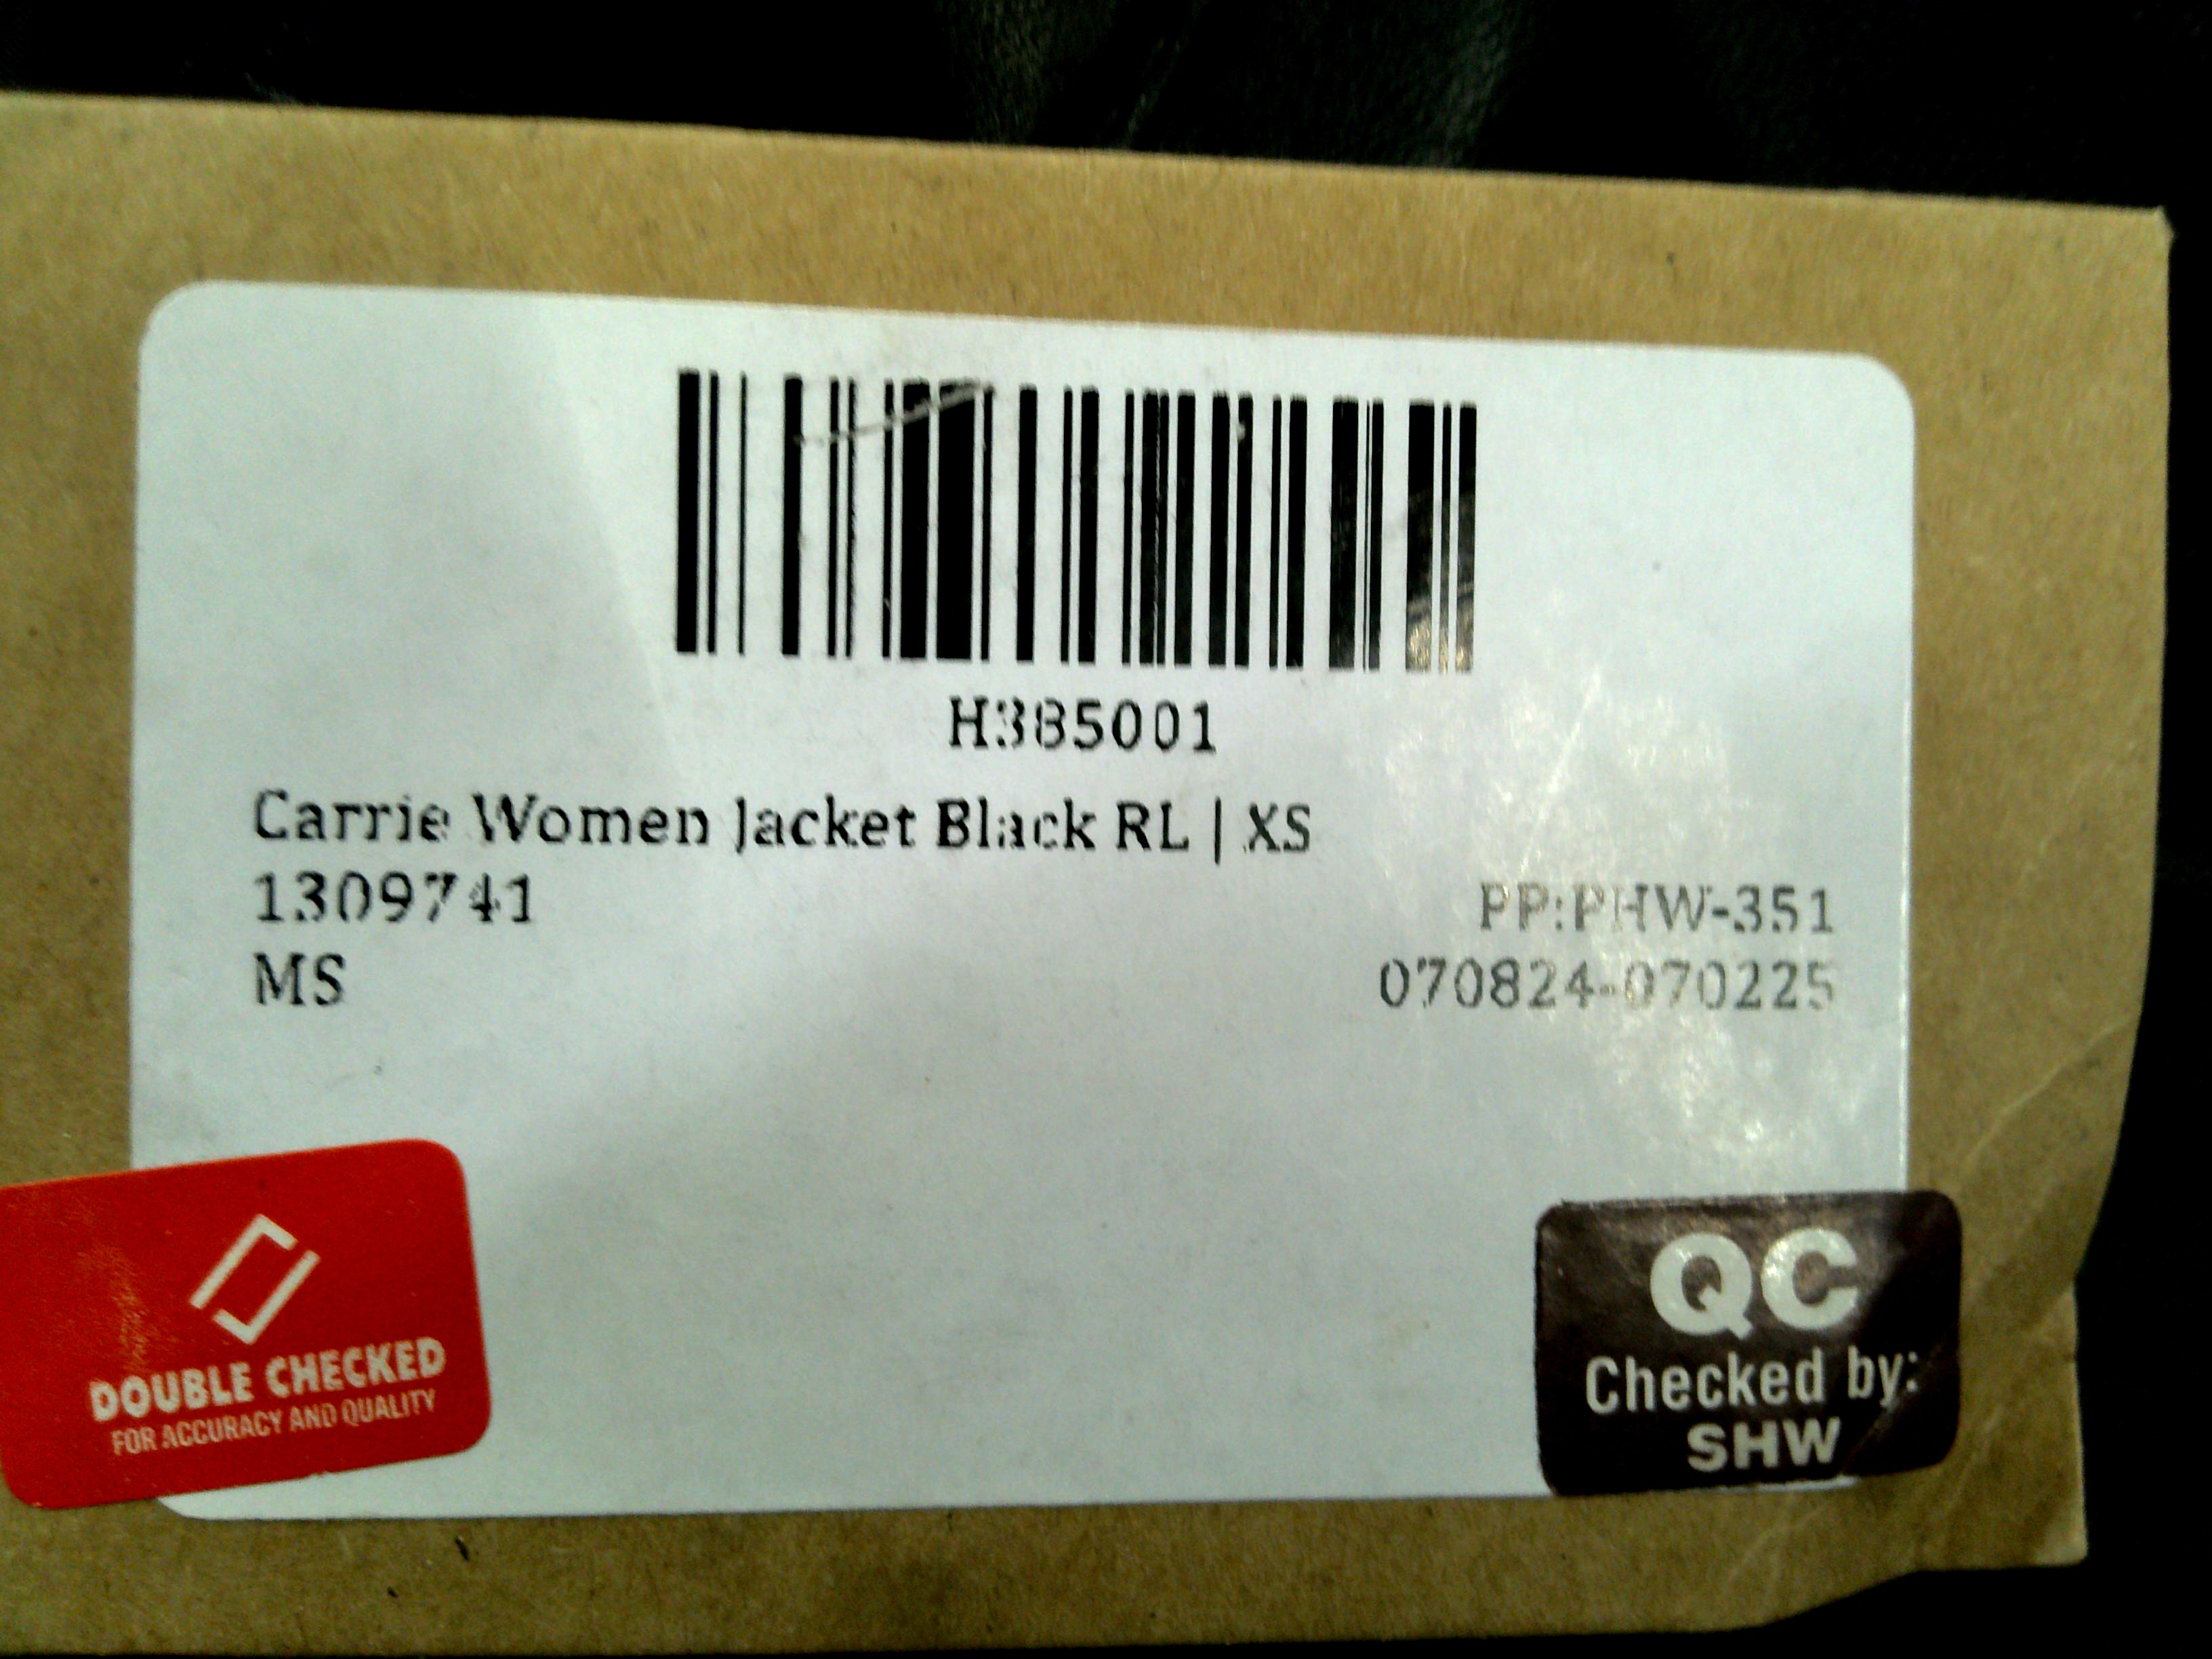 H385001
Carrie Women Jacket Black RL | XS
1309741
PP:PHW-351
MS
070824-070225
DOUBLE CHECKED
FOR ACCURACY AND QUALITY
QC
Checked by:
SHW